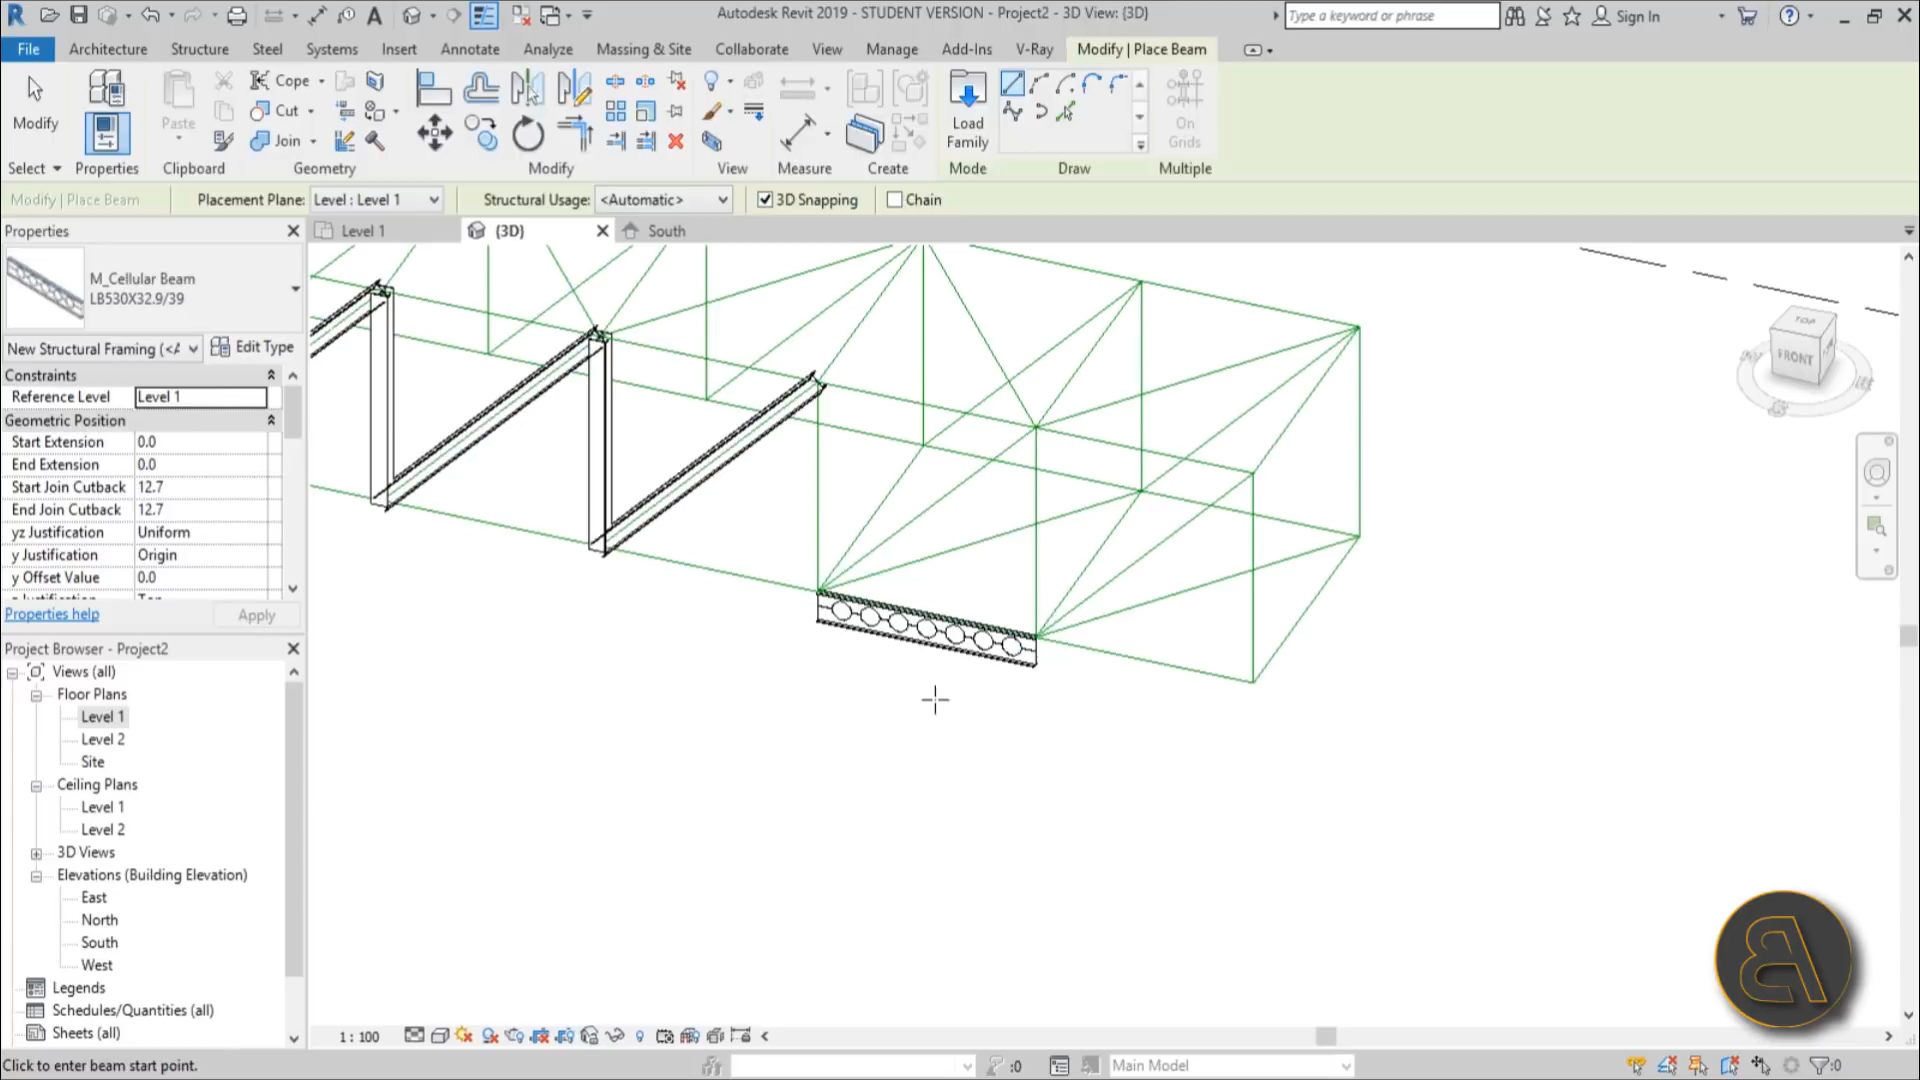 Autodesk Revit 2019 - STUDENT VERSION - Project2 - 3D View: {3D}
Type a keyword or phrase
Sign In
File Architecture Structure Steel Systems Insert Annotate Analyze Massing & Site Collaborate View Manage Add-Ins V-Ray Modify | Place Beam
Modify
Paste
Cope
Cut
Join
Load Family
On Grids
Select Properties Clipboard Geometry Modify View Measure Create Mode Draw Multiple
Modify | Place Beam Placement Plane: Level : Level 1 Structural Usage: <Automatic> 3D Snapping Chain
Properties
Level 1 {3D} South
M_Cellular Beam
LB530X32.9/39
New Structural Framing (<A Edit Type
Constraints
Reference Level Level 1
Geometric Position
Start Extension 0.0
End Extension 0.0
Start Join Cutback 12.7
End Join Cutback 12.7
yz Justification Uniform
y Justification Origin
y Offset Value 0.0
Properties help Apply
TOP
FRONT
Project Browser - Project2
Views (all)
Floor Plans
Level 1
Level 2
Site
Ceiling Plans
Level 1
Level 2
3D Views
Elevations (Building Elevation)
East
North
South
West
Legends
Schedules/Quantities (all)
Sheets (all)
1 : 100
Click to enter beam start point.
:0
Main Model
:0